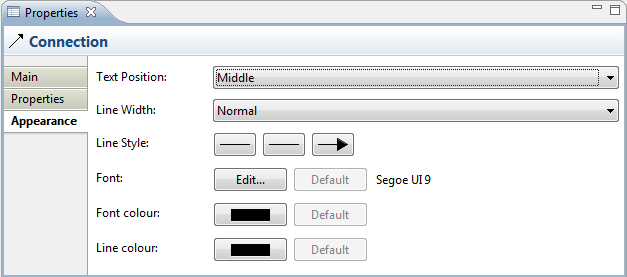 Properties
Connection
Main
Properties
Appearance
Text Position: Middle
Line Width: Normal
Line Style:
Font: Edit... Default Segoe UI 9
Font colour: Default
Line colour: Default